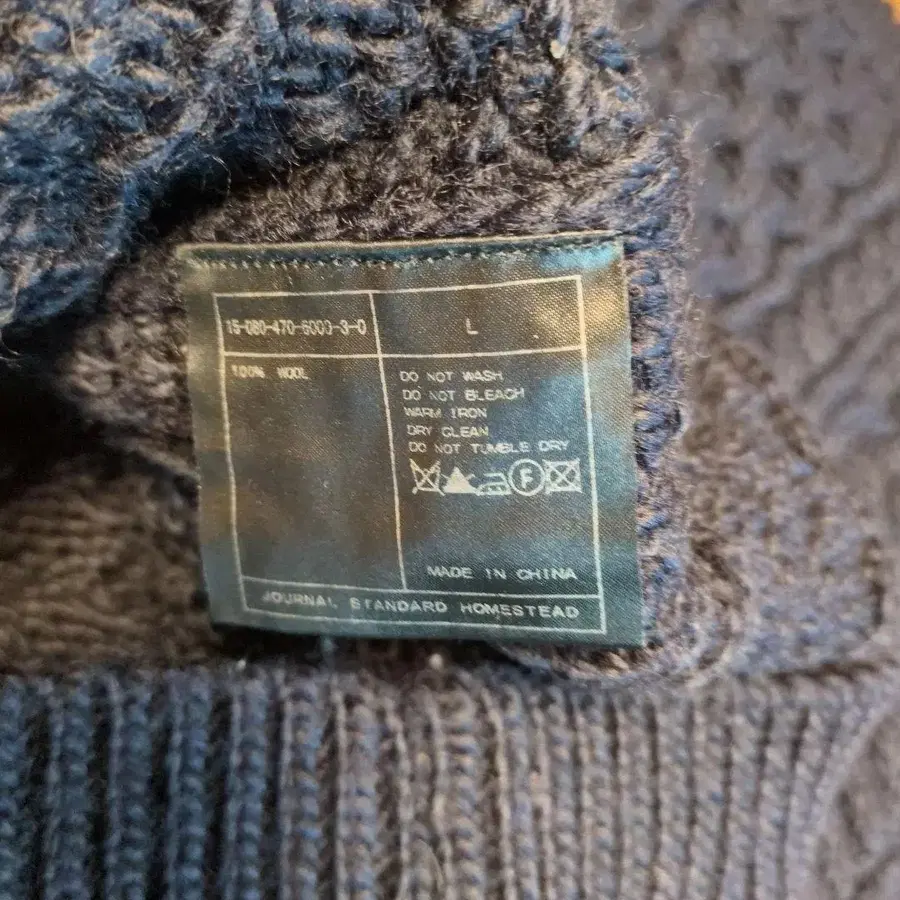 15-080-470-6000-3-0
L
100% WOOL
DO NOT WASH
DO NOT BLEACH
WARM IRON
DRY CLEAN
DO NOT TUMBLE DRY
F
MADE IN CHINA
JOURNAL STANDARD HOMESTEAD